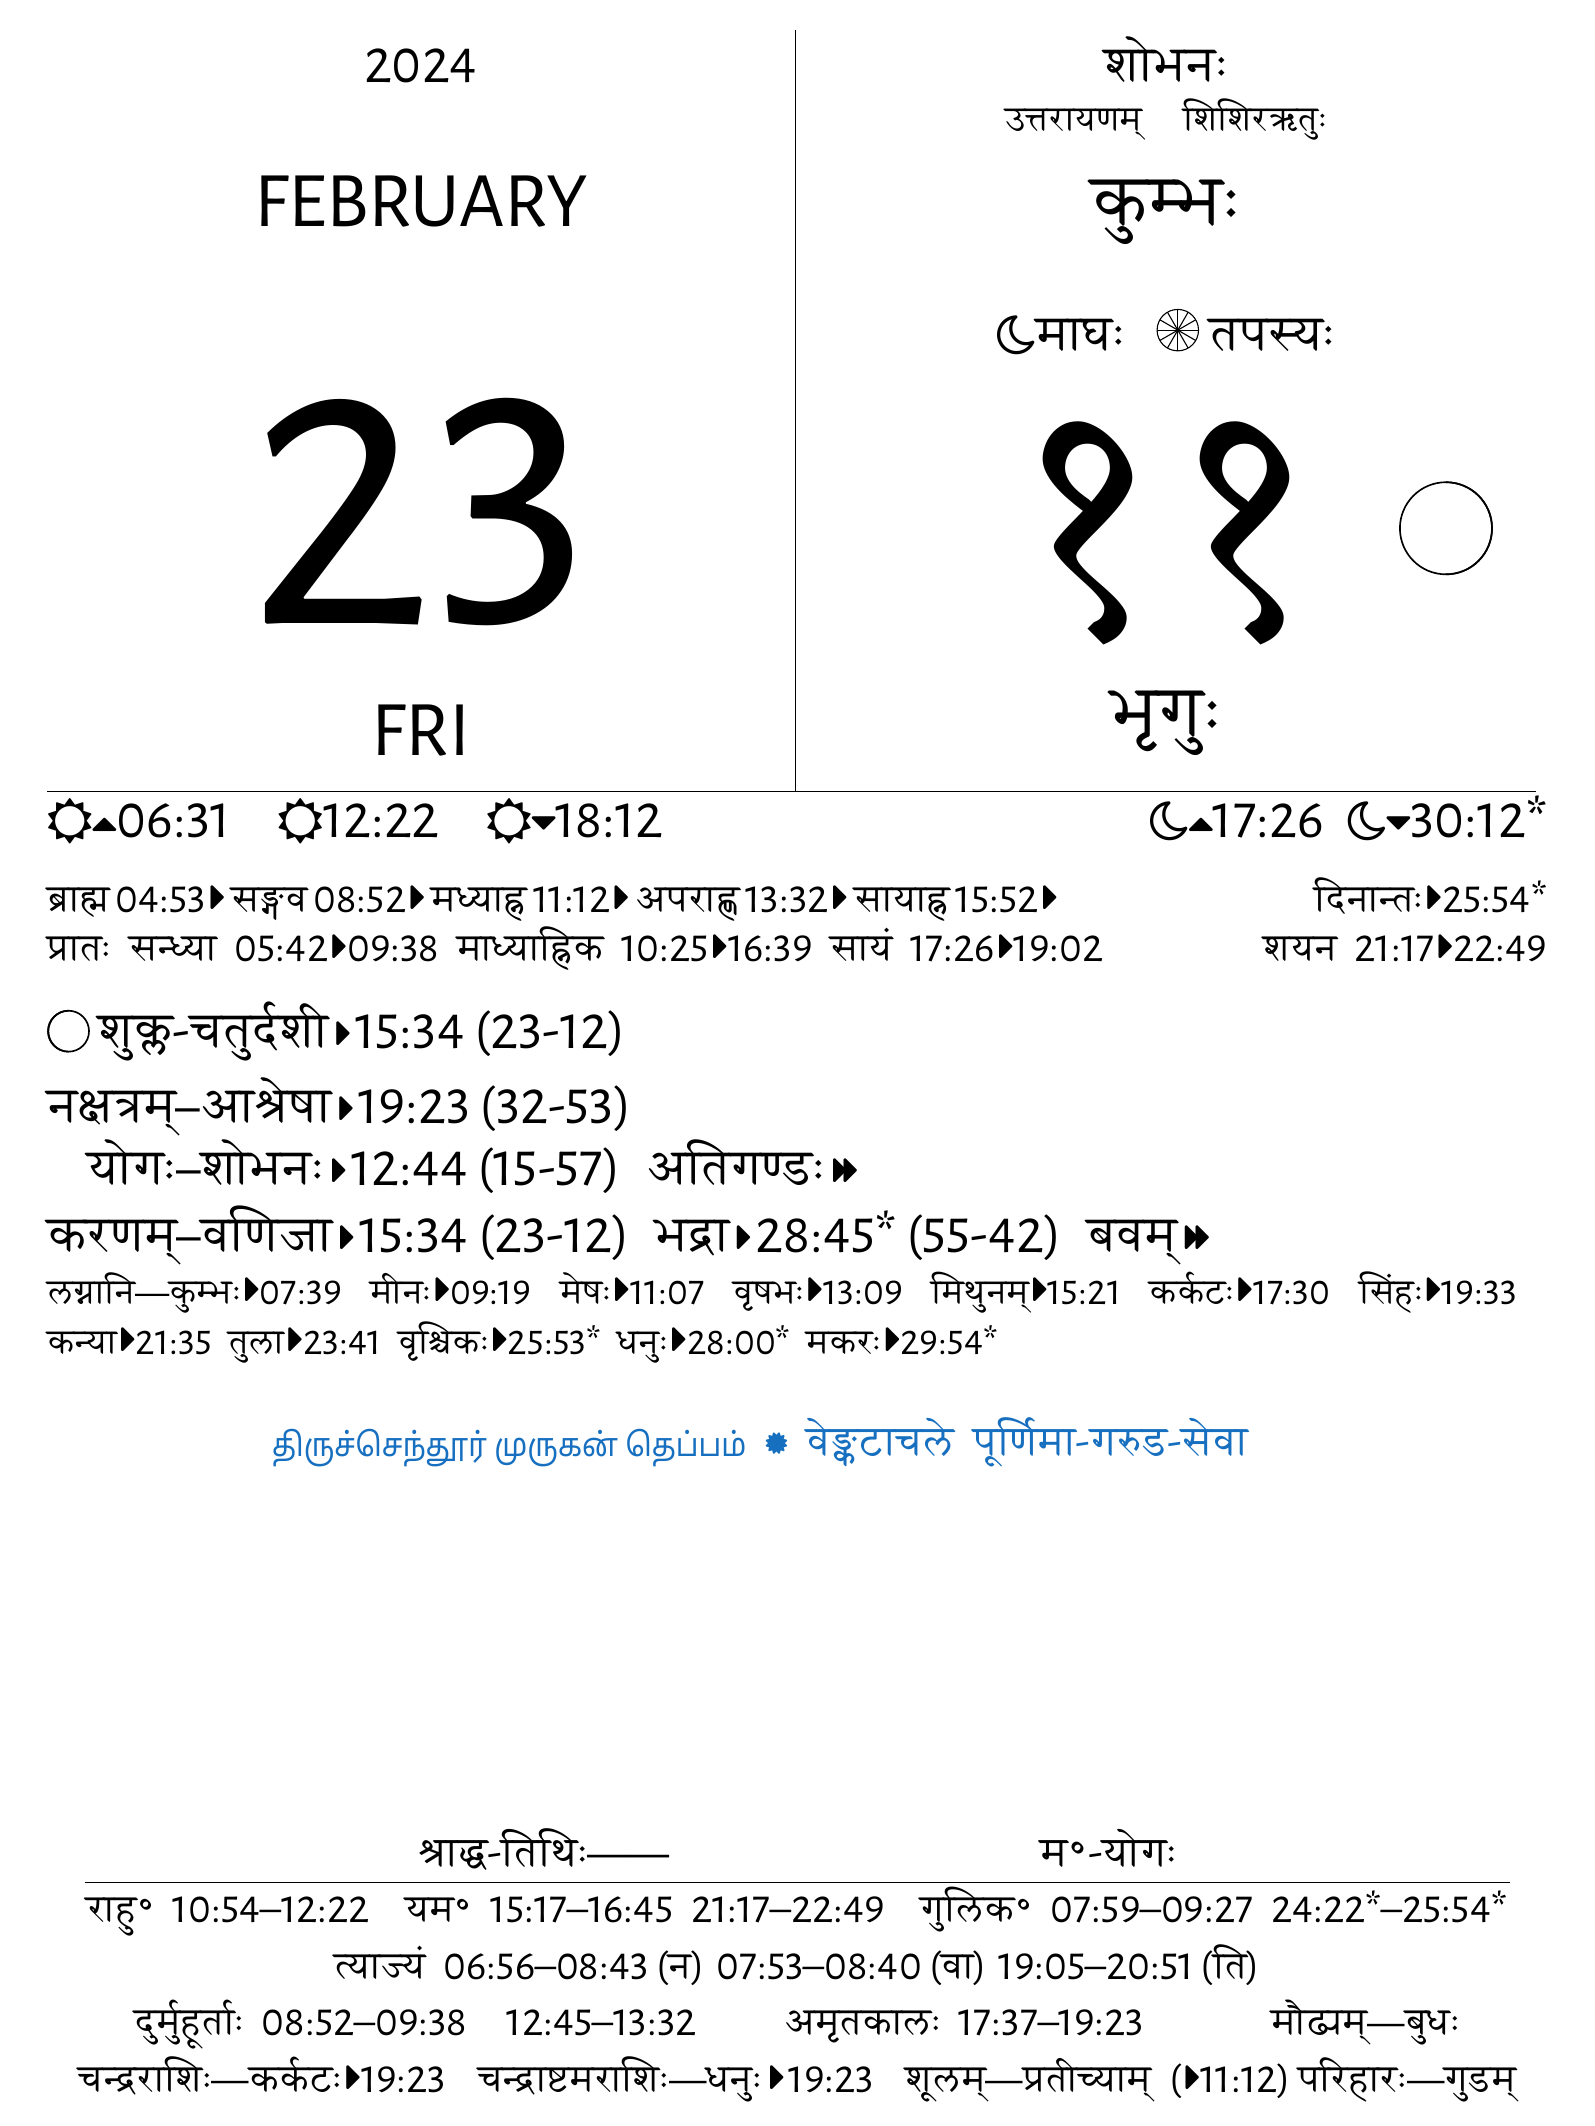 2024
FEBRUARY
23
FRI
शोभनः
उत्तरायणम् शिशिरऋतुः
कुम्भः
माघः तपस्यः
११
भृगुः
06:31 12:22 18:12 17:26 30:12*
ब्राह्म 04:53 सङ्गव 08:52 मध्याह्न 11:12 अपराह्ण 13:32 सायाह्न 15:52 दिनान्तः 25:54*
प्रातः सन्ध्या 05:42 09:38 माध्याह्निक 10:25 16:39 सायं 17:26 19:02 शयन 21:17 22:49
शुक्ल-चतुर्दशी 15:34 (23-12)
नक्षत्रम्–आश्रेषा 19:23 (32-53)
योगः–शोभनः 12:44 (15-57) अतिगण्डः
करणम्–वणिजा 15:34 (23-12) भद्रा 28:45* (55-42) बवम्
लग्नानि—कुम्भः 07:39 मीनः 09:19 मेषः 11:07 वृषभः 13:09 मिथुनम् 15:21 कर्कटः 17:30 सिंहः 19:33
कन्या 21:35 तुला 23:41 वृश्चिकः 25:53* धनुः 28:00* मकरः 29:54*
திருச்செந்தூர் முருகன் தெப்பம் वेङ्कटाचले पूर्णिमा-गरुड-सेवा
श्राद्ध-तिथिः—— म॰-योगः
राहु॰ 10:54–12:22 यम॰ 15:17–16:45 21:17–22:49 गुलिक॰ 07:59–09:27 24:22*–25:54*
त्याज्यं 06:56–08:43 (न) 07:53–08:40 (वा) 19:05–20:51 (ति)
दुर्मुहूर्ताः 08:52–09:38 12:45–13:32 अमृतकालः 17:37–19:23 मौढ्यम्—बुधः
चन्द्रराशिः—कर्कटः 19:23 चन्द्राष्टमराशिः—धनुः 19:23 शूलम्—प्रतीच्याम् (11:12) परिहारः—गुडम्